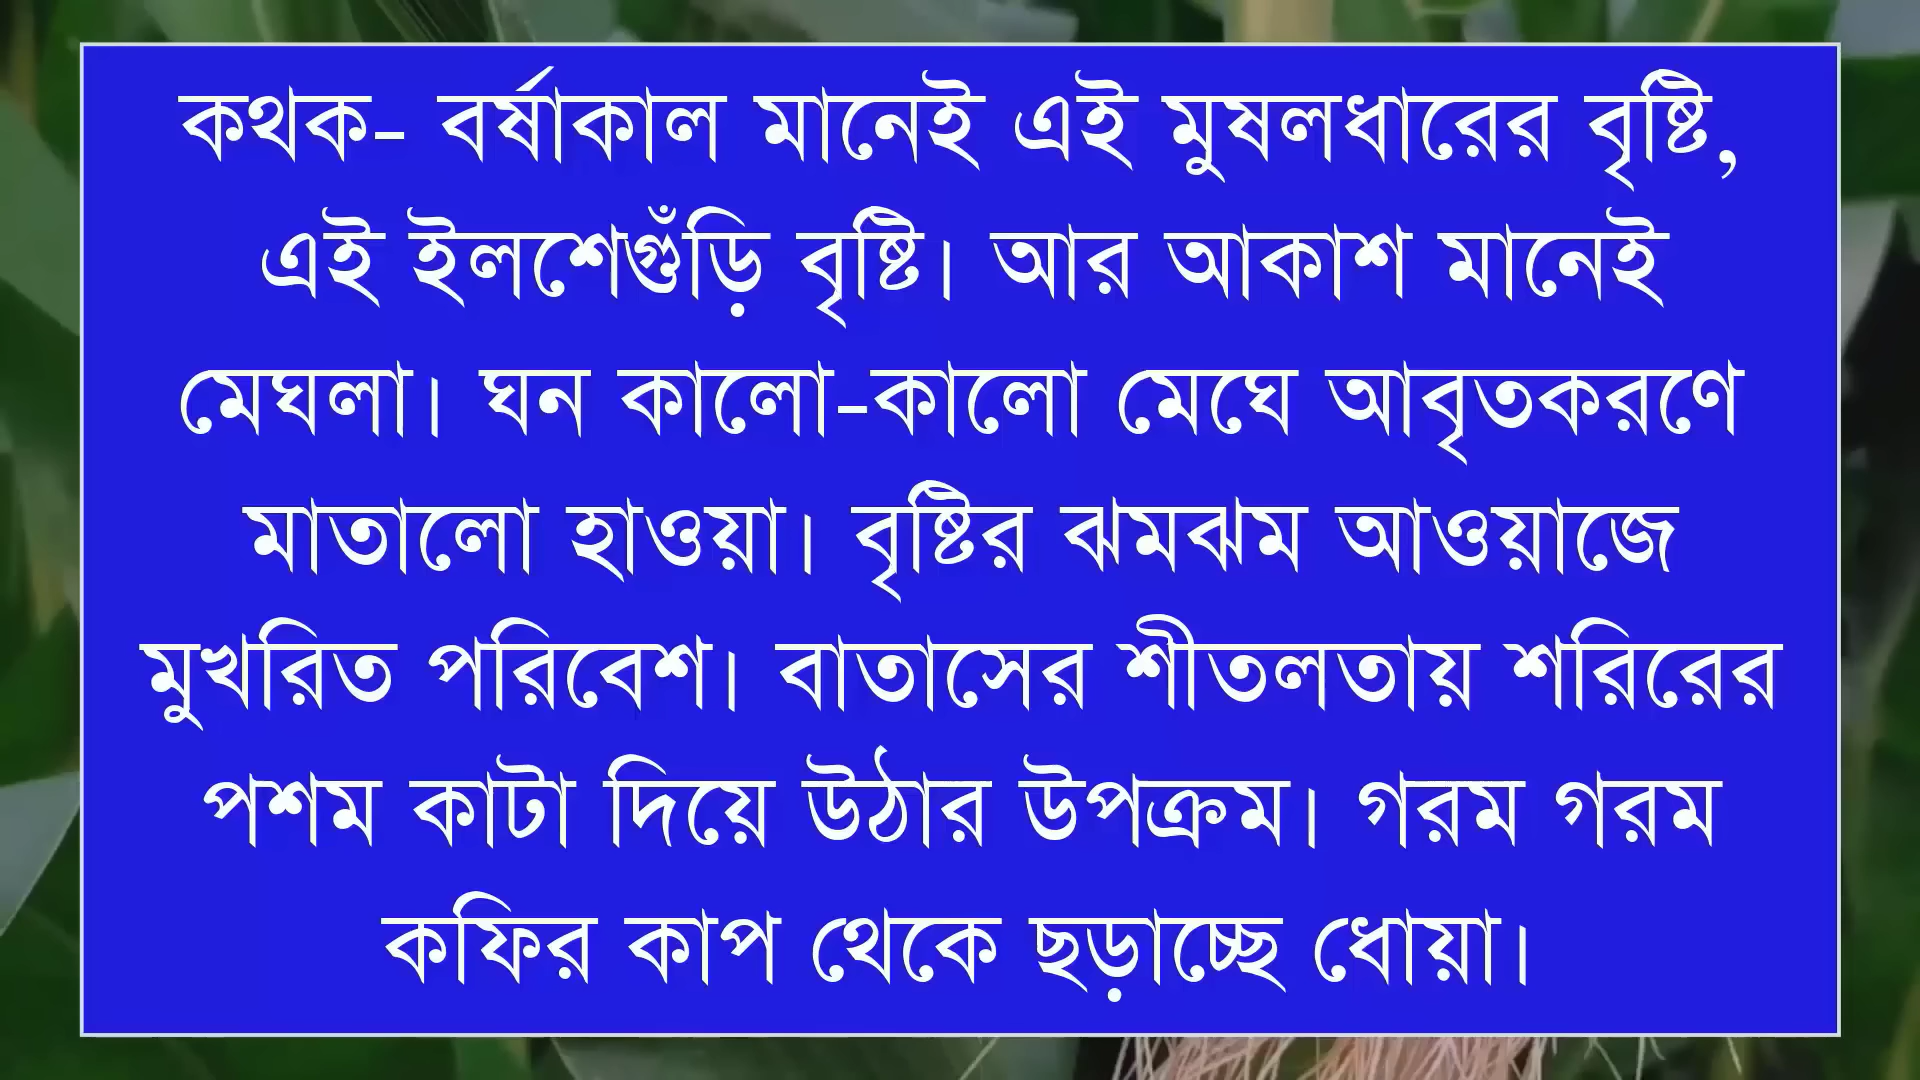 কথক- বর্ষাকাল মানেই এই মুষলধারের বৃষ্টি,
এই ইলশেগুঁড়ি বৃষ্টি। আর আকাশ মানেই
মেঘলা। ঘন কালো-কালো মেঘে আবৃতকরণে
মাতালো হাওয়া। বৃষ্টির ঝমঝম আওয়াজে
মুখরিত পরিবেশ। বাতাসের শীতলতায় শরিরের
পশম কাটা দিয়ে উঠার উপক্রম। গরম গরম
কফির কাপ থেকে ছড়াচ্ছে ধোয়া।